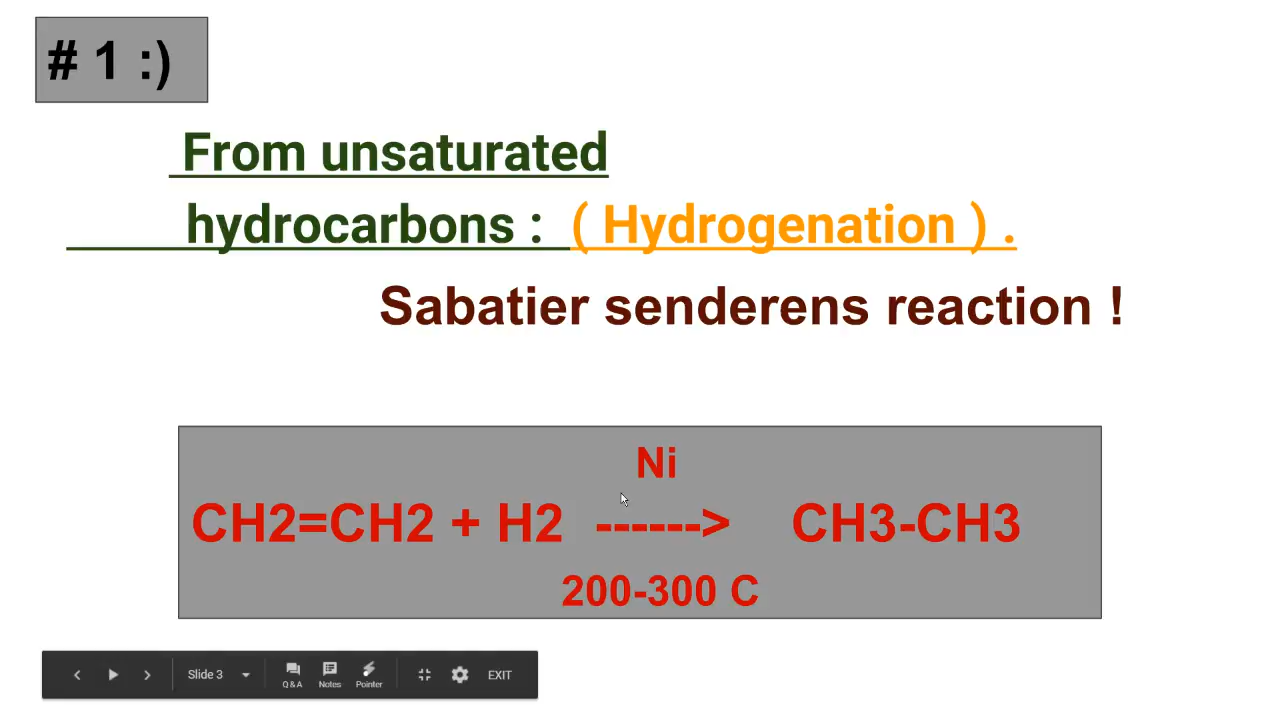 # 1 :)
From unsaturated
hydrocarbons : ( Hydrogenation ) .
Sabatier senderens reaction !
Ni
CH2=CH2 + H2 ------> CH3-CH3
200-300 C
Slide 3
Q & A
Notes
Pointer
EXIT